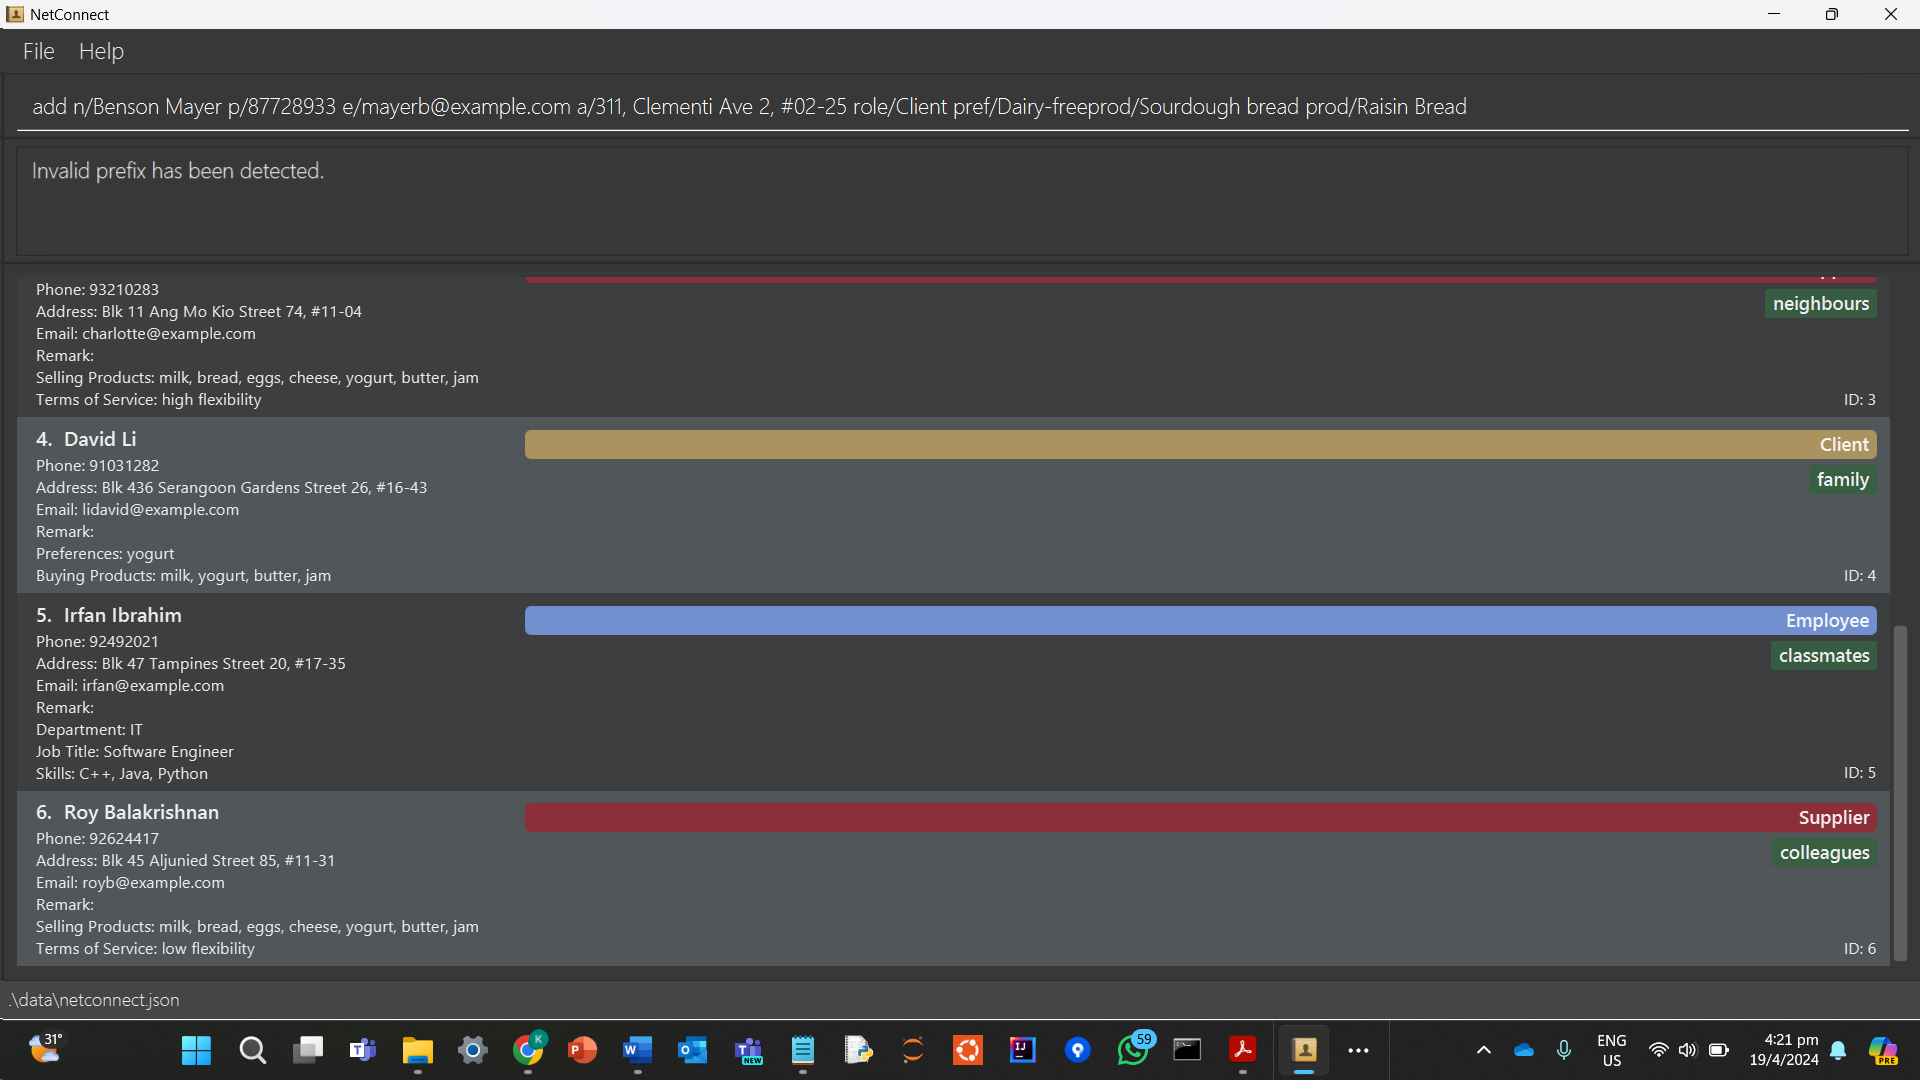 NetConnect
File Help
add n/Benson Mayer p/87728933 e/mayerb@example.com a/311, Clementi Ave 2, #02-25 role/Client pref/Dairy-freeprod/Sourdough bread prod/Raisin Bread
Invalid prefix has been detected.
Phone: 93210283
neighbours
Address: Blk 11 Ang Mo Kio Street 74, #11-04
Email: charlotte@example.com
Remark:
Selling Products: milk, bread, eggs, cheese, yogurt, butter, jam
Terms of Service: high flexibility
ID: 3
4. David Li
Client
Phone: 91031282
family
Address: Blk 436 Serangoon Gardens Street 26, #16-43
Email: lidavid@example.com
Remark:
Preferences: yogurt
Buying Products: milk, yogurt, butter, jam
ID: 4
5. Irfan Ibrahim
Employee
Phone: 92492021
classmates
Address: Blk 47 Tampines Street 20, #17-35
Email: irfan@example.com
Remark:
Department: IT
Job Title: Software Engineer
Skills: C++, Java, Python
ID: 5
6. Roy Balakrishnan
Supplier
Phone: 92624417
colleagues
Address: Blk 45 Aljunied Street 85, #11-31
Email: royb@example.com
Remark:
Selling Products: milk, bread, eggs, cheese, yogurt, butter, jam
Terms of Service: low flexibility
ID: 6
.\data\netconnect.json
31°
K
P
W
NEW
IJ
59
ENG
US
4:21 pm
19/4/2024
PRE